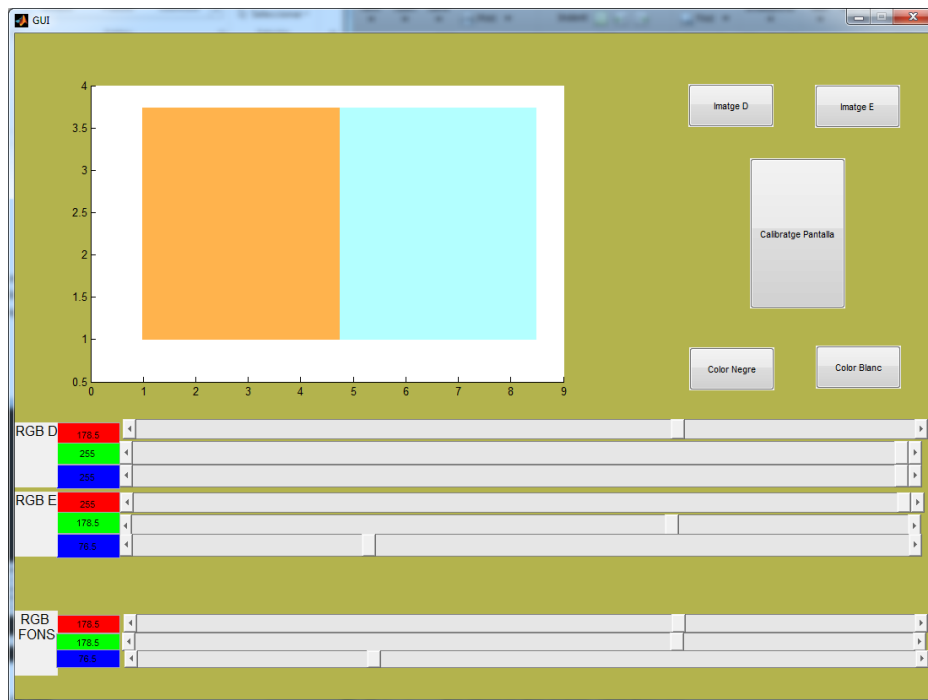 GUI
4
3.5
3
2.5
2
1.5
1
0.5
0 1 2 3 4 5 6 7 8 9
Imatge D
Imatge E
Calibratge Pantalla
Color Negre
Color Blanc
RGB D
178.5
255
255
RGB E
255
178.5
76.5
RGB
FONS
178.5
178.5
76.5